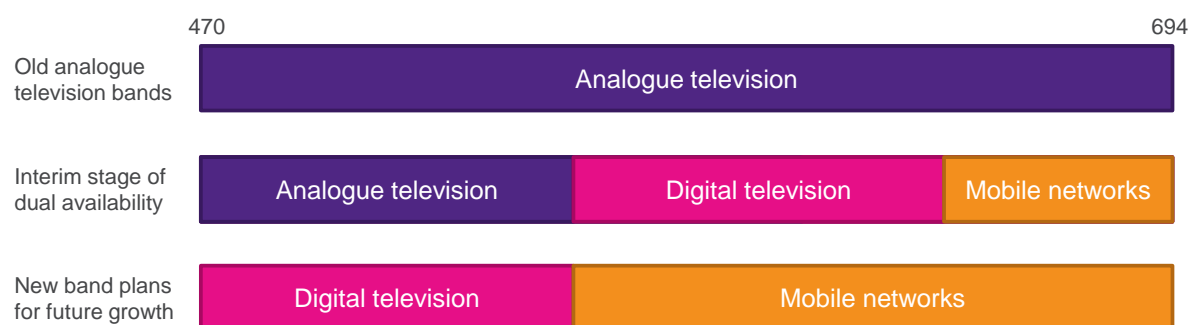 470 694
Old analogue
television bands
Analogue television
Interim stage of
dual availability
Analogue television Digital television Mobile networks
New band plans
for future growth
Digital television Mobile networks